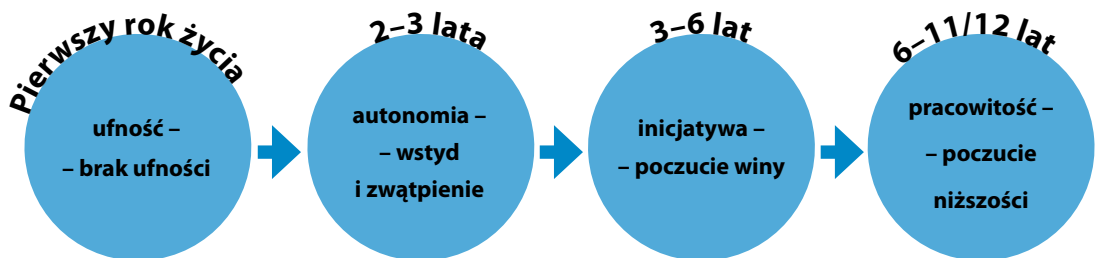 Pierwszy rok życia
ufność –
– brak ufności
2–3 lata
autonomia –
– wstyd
i zwątpienie
3–6 lat
inicjatywa –
– poczucie winy
6–11/12 lat
pracowitość –
– poczucie
niższości